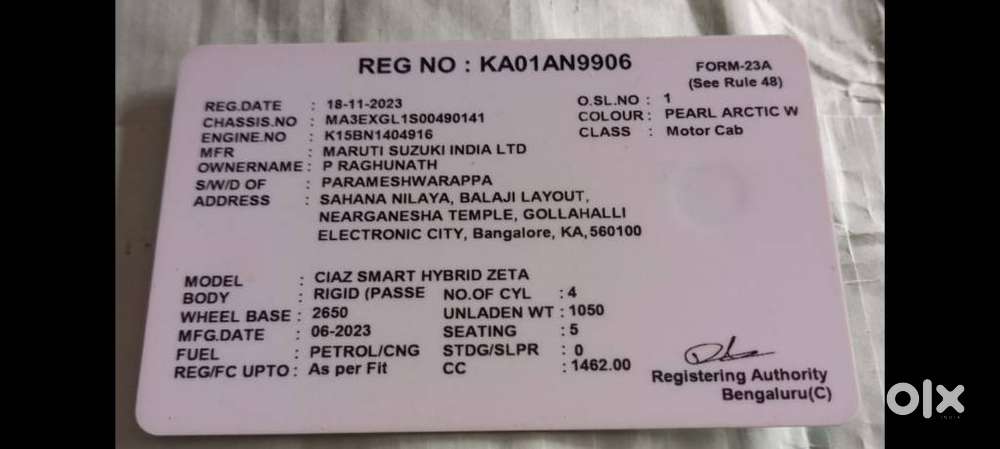 REG NO : KA01AN9906
FORM-23A
(See Rule 48)
REG.DATE : 18-11-2023 O.SL.NO : 1
CHASSIS.NO : MA3EXGL1S00490141 COLOUR : PEARL ARCTIC W
ENGINE.NO : K15BN1404916 CLASS : Motor Cab
MFR : MARUTI SUZUKI INDIA LTD
OWNERNAME : P RAGHUNATH
S/W/D OF : PARAMESHWARAPPA
ADDRESS : SAHANA NILAYA, BALAJI LAYOUT,
NEARGANESHA TEMPLE, GOLLAHALLI
ELECTRONIC CITY, Bangalore, KA,560100
MODEL : CIAZ SMART HYBRID ZETA
BODY : RIGID (PASSE NO.OF CYL : 4
WHEEL BASE : 2650 UNLADEN WT : 1050
MFG.DATE : 06-2023 SEATING : 5
FUEL : PETROL/CNG STDG/SLPR : 0
REG/FC UPTO : As per Fit CC : 1462.00
Registering Authority
Bengaluru(C)
olx
INDIA